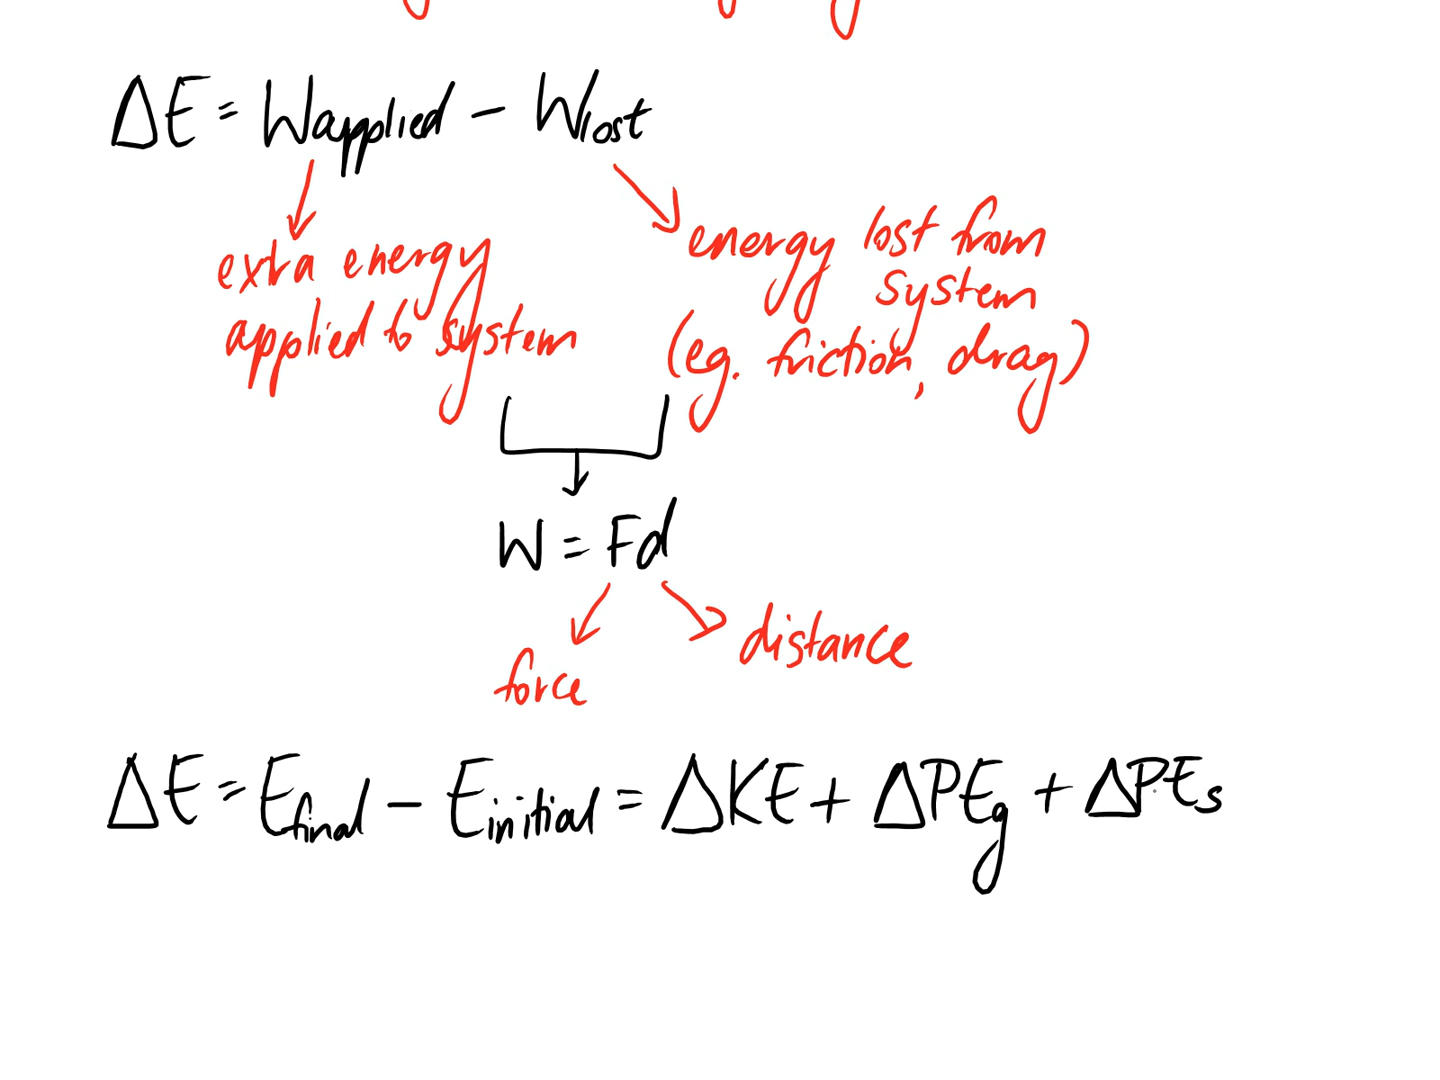 ΔE = Wapplied - Wlost
extra energy
applied to system
energy lost from
system
(eg. friction, drag)
W = Fd
force
distance
ΔE = Efinal - Einitial = ΔKE + ΔPEg + ΔPEs